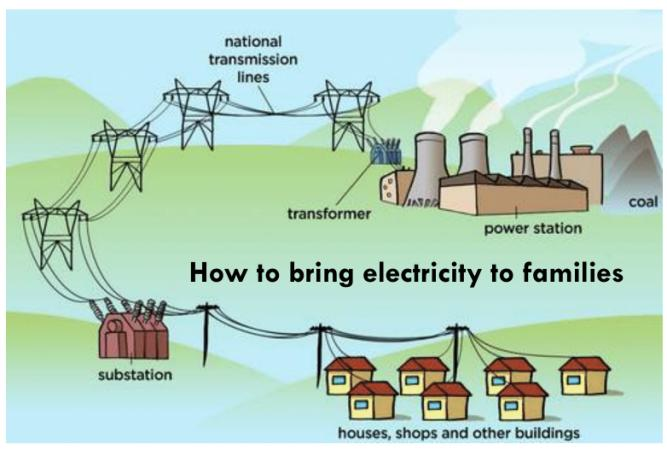 national
transmission
lines
transformer
power station
coal
How to bring electricity to families
substation
houses, shops and other buildings